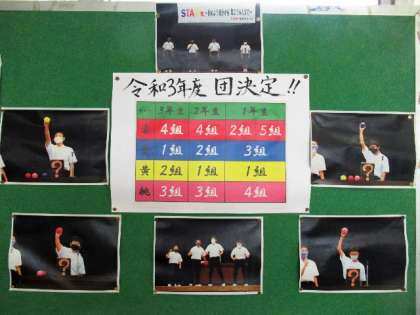 令和3年度 団決定!!
3年生 2年生 1年生
4組 4組 2組 5組
1組 2組 3組
黄 2組 1組 1組
桃 3組 3組 4組
?
?
?
?